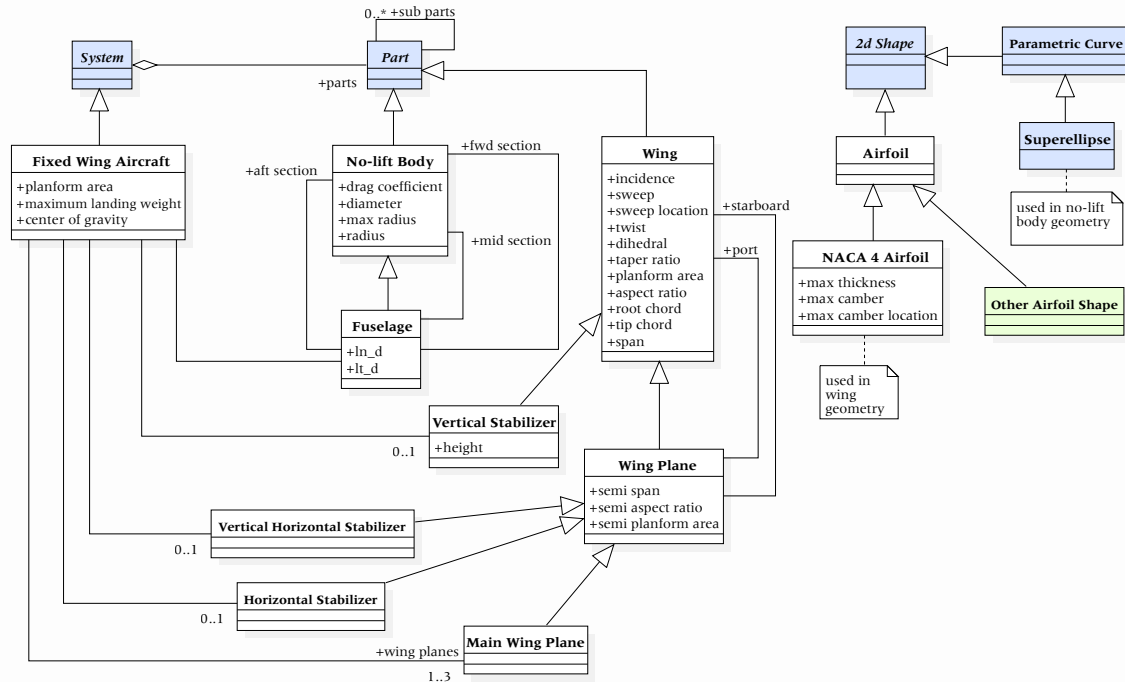 0..* +sub parts
System
Part
+parts
2d Shape
Parametric Curve
Fixed Wing Aircraft
+planform area
+maximum landing weight
+center of gravity
+aft section
No-lift Body
+drag coefficient
+diameter
+max radius
+radius
+fwd section
+mid section
Fuselage
+ln_d
+lt_d
Wing
+incidence
+sweep
+sweep location
+twist
+dihedral
+taper ratio
+planform area
+aspect ratio
+root chord
+tip chord
+span
+starboard
+port
Airfoil
Superellipse
used in no-lift
body geometry
NACA 4 Airfoil
+max thickness
+max camber
+max camber location
Other Airfoil Shape
used in
wing
geometry
Vertical Stabilizer
+height
0..1
Wing Plane
+semi span
+semi aspect ratio
+semi planform area
Vertical Horizontal Stabilizer
0..1
Horizontal Stabilizer
0..1
Main Wing Plane
+wing planes
1..3